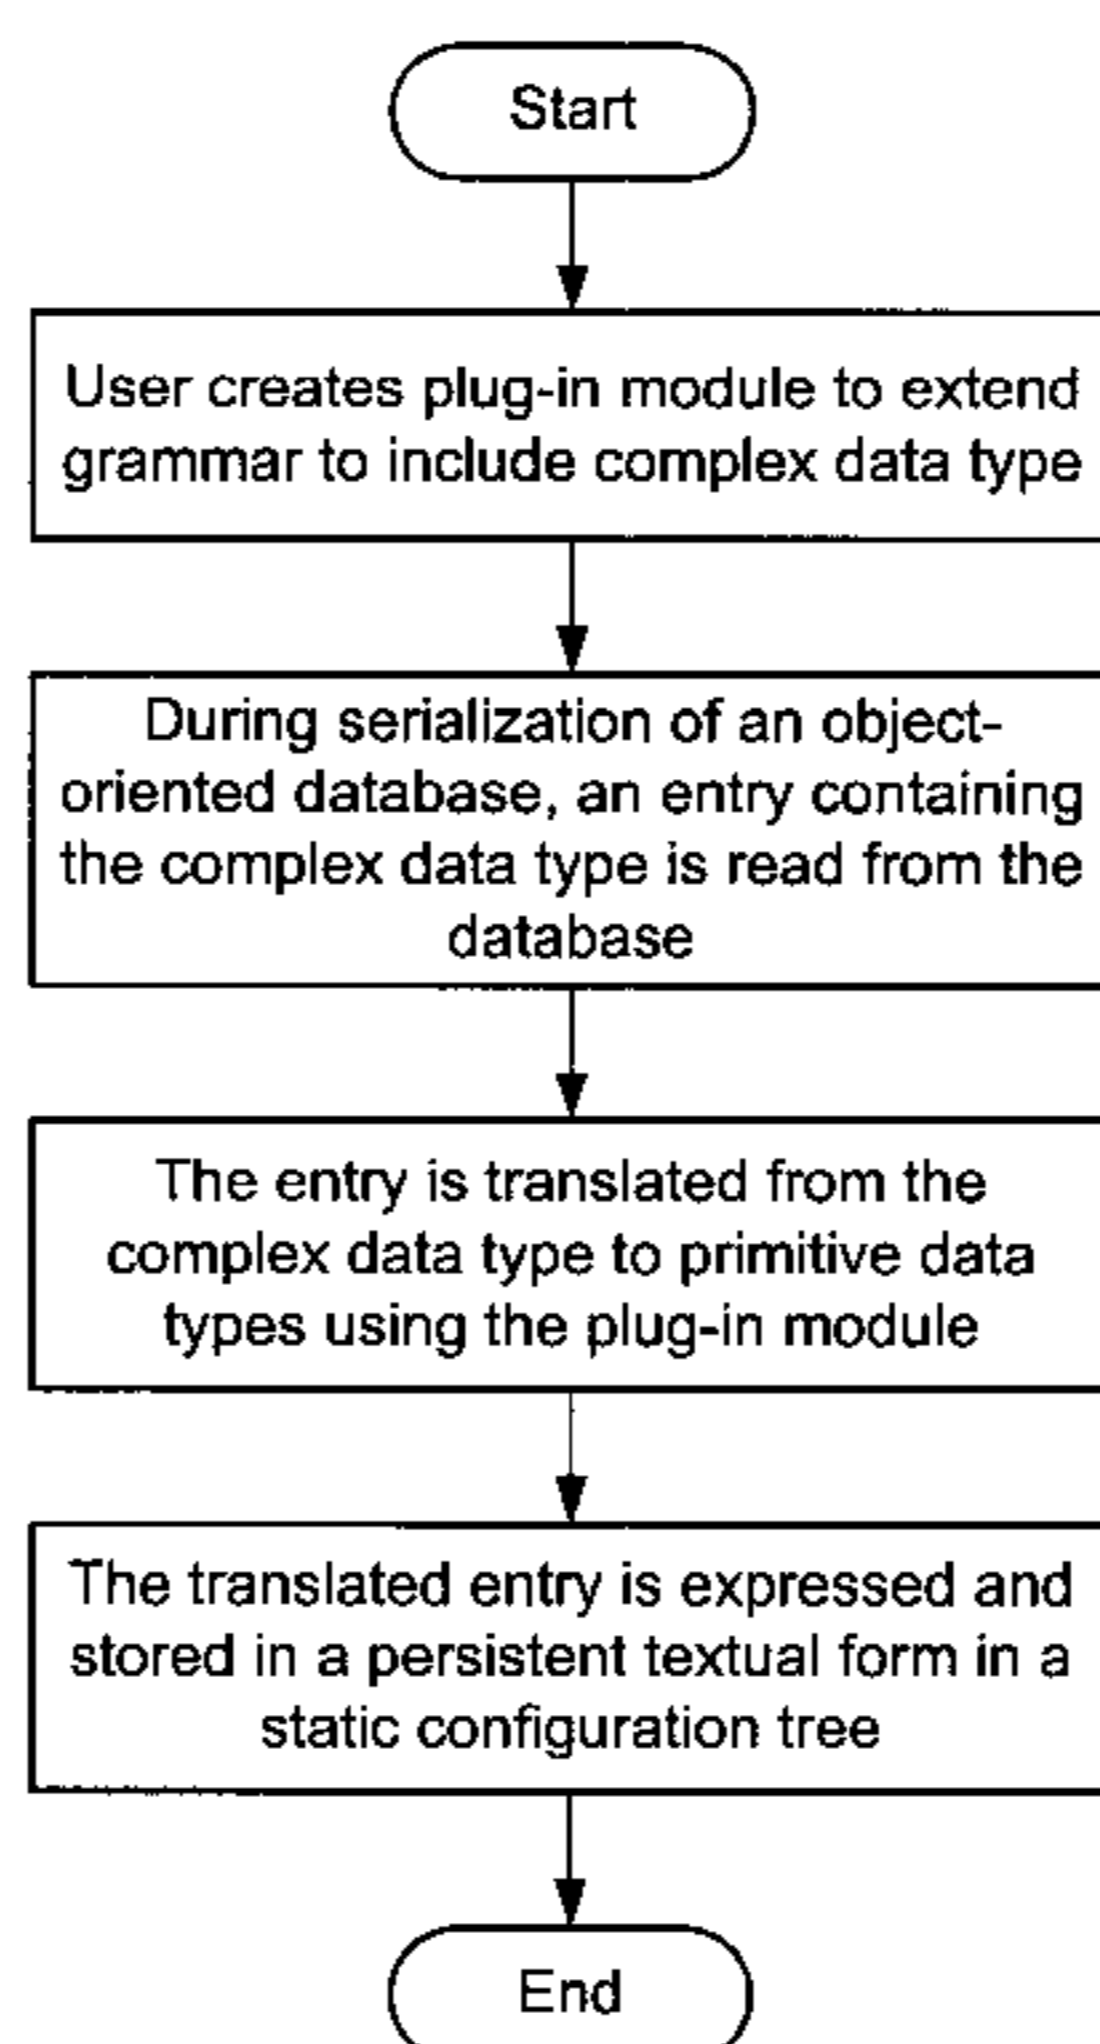 Start
User creates plug-in module to extend
grammar to include complex data type
During serialization of an object-
oriented database, an entry containing
the complex data type is read from the
database
The entry is translated from the
complex data type to primitive data
types using the plug-in module
The translated entry is expressed and
stored in a persistent textual form in a
static configuration tree
End